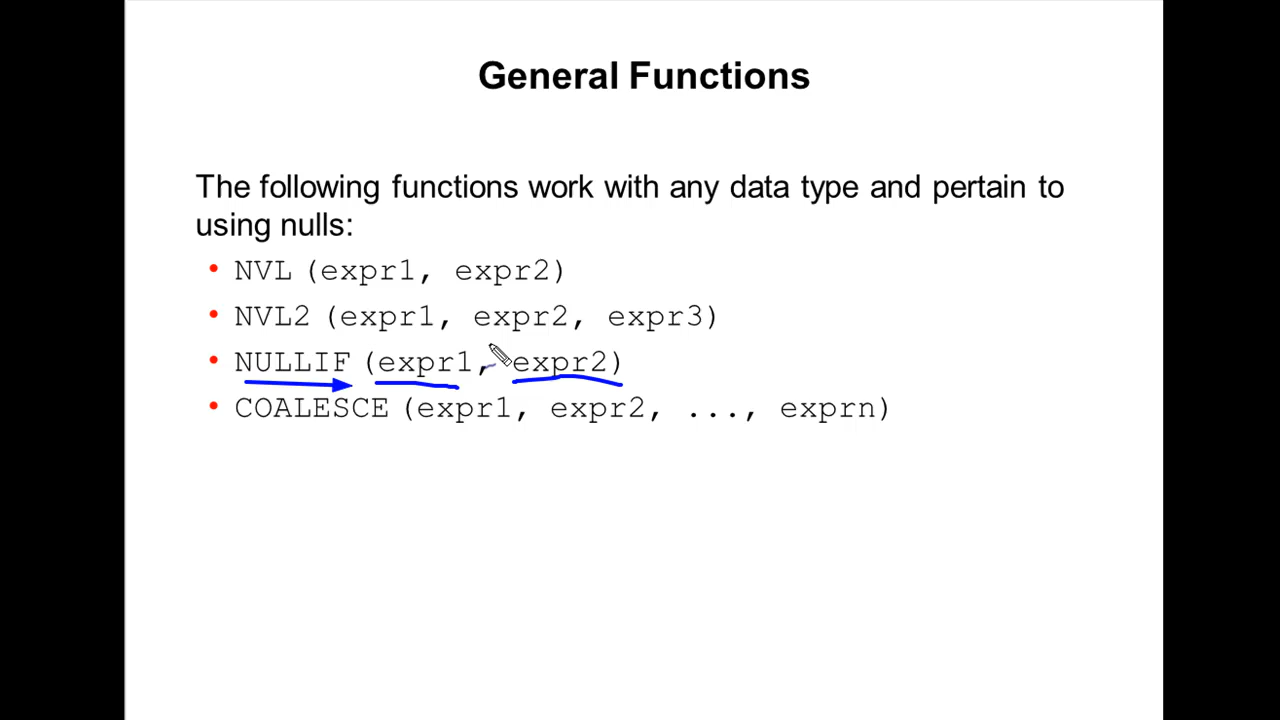 General Functions
The following functions work with any data type and pertain to
using nulls:
• NVL (expr1, expr2)
• NVL2 (expr1, expr2, expr3)
• NULLIF (expr1, expr2)
• COALESCE (expr1, expr2, ..., exprn)